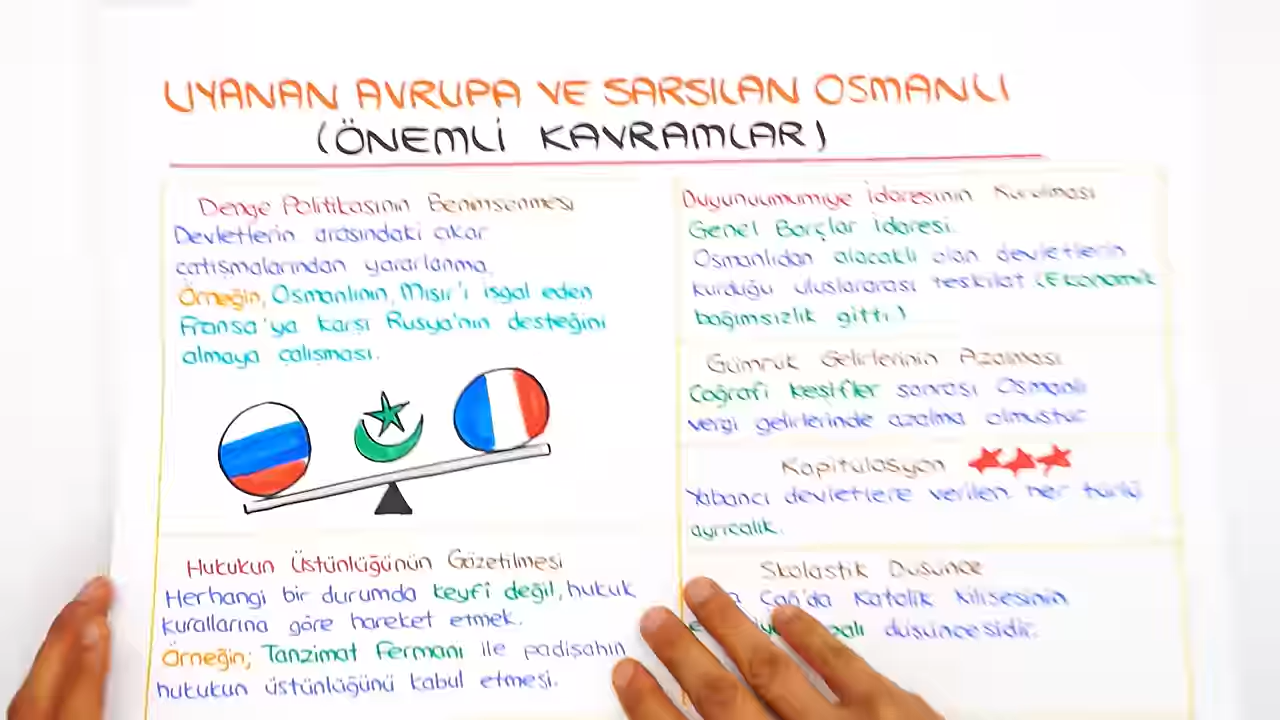 UYANAN AVRUPA VE SARSILAN OSMANLI
(ÖNEMLİ KAVRAMLAR)
Denge Politikasının Benimsenmesi
Devletlerin arasındaki çıkar
çatışmalarından yararlanma.
Örneğin, Osmanlının, Mısır'ı işgal eden
Fransa'ya karşı Rusya'nın desteğini
almaya çalışması.
Hukukun Üstünlüğünün Gözetilmesi
Herhangi bir durumda keyfi değil, hukuk
kurallarına göre hareket etmek.
Örneğin; Tanzimat Fermanı ile padişahın
hukukun üstünlüğünü kabul etmesi.
Duyunuumumiye İdaresinin Kurulması
Genel Borçlar İdaresi.
Osmanlıdan alacaklı olan devletlerin
kurduğu uluslararası teşkilat (Ekonomik
bağımsızlık gitti)
Gümrük Gelirlerinin Azalması
Coğrafi keşifler sonrası Osmanlı
vergi gelirlerinde azalma olmuştur
Kapitülasyon
Yabancı devletlere verilen her türlü
ayrıcalık.
Skolastik Düşünce
Çağ'da Katolik Kilisesinin
düşüncesidir.